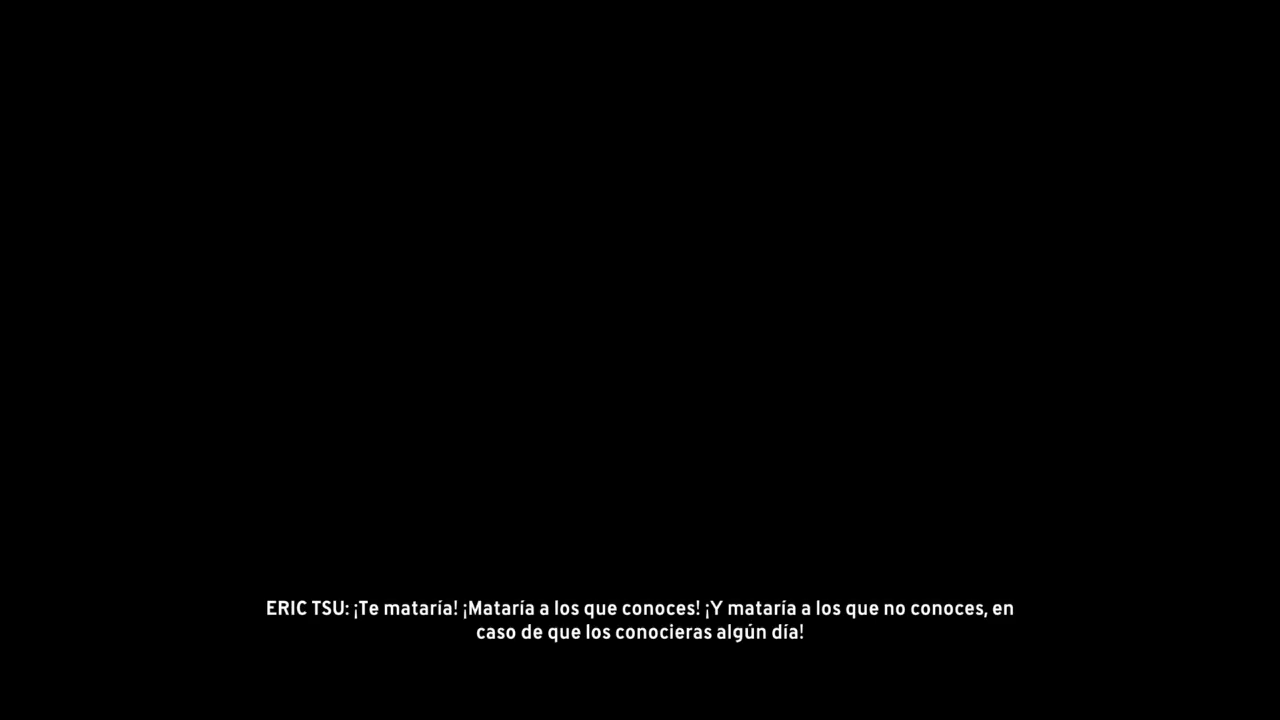 ERIC TSU: ¡Te mataría! ¡Mataría a los que conoces! ¡Y mataría a los que no conoces, en
caso de que los conocieras algún día!